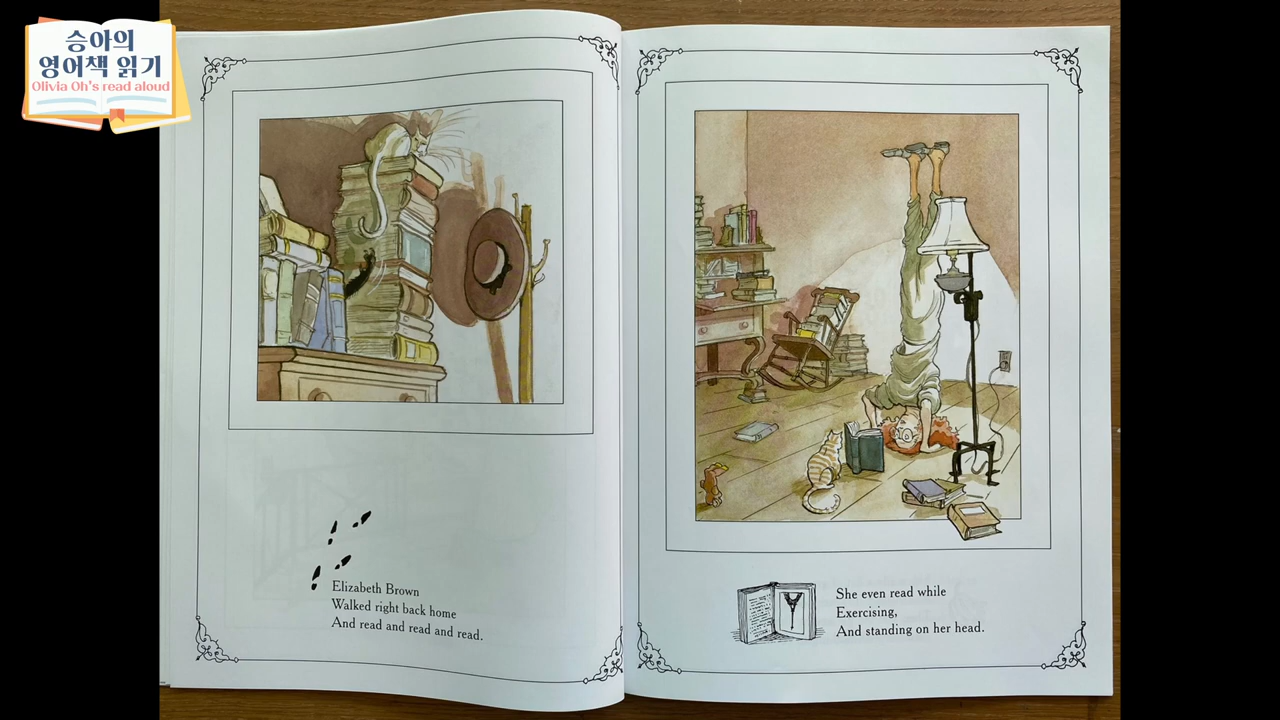 승아의
영어책 읽기
Olivia Oh's read aloud
Elizabeth Brown
Walked right back home
And read and read and read.
She even read while
Exercising,
And standing on her head.